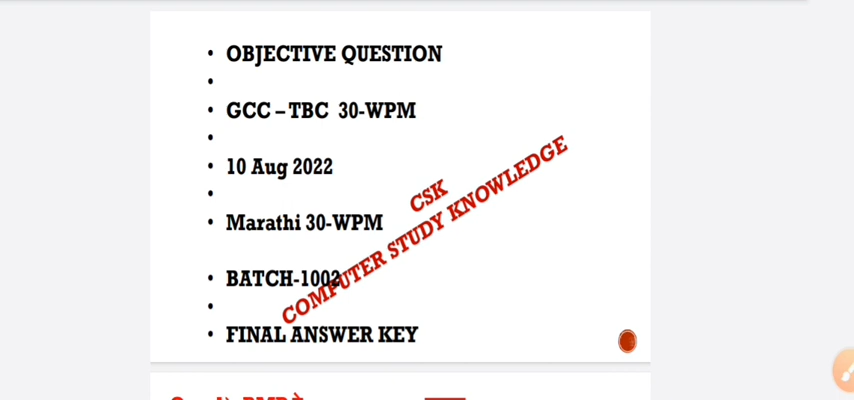 OBJECTIVE QUESTION
GCC – TBC 30-WPM
10 Aug 2022
Marathi 30-WPM
BATCH-1002
FINAL ANSWER KEY
CSK
COMPUTER STUDY KNOWLEDGE